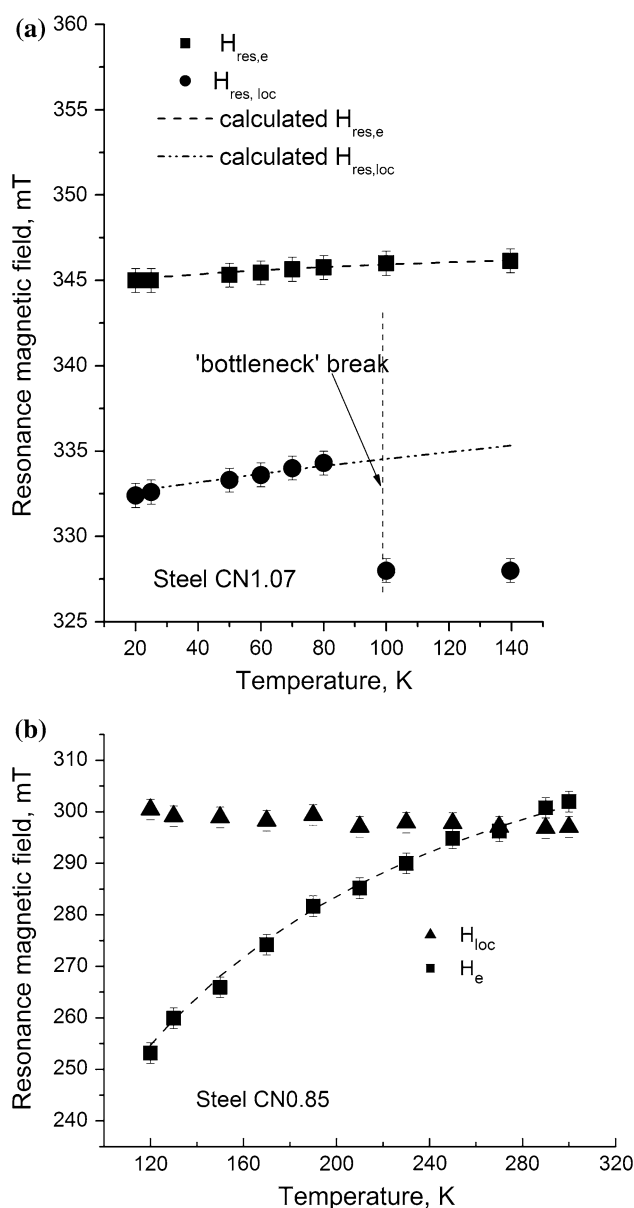 (a)
H res,e
H res, loc
calculated H res,e
calculated H res,loc
360
355
350
345
340
335
330
325
Resonance magnetic field, mT
'bottleneck' break
Steel CN1.07
20 40 60 80 100 120 140
Temperature, K
(b)
310
300
290
280
270
260
250
240
Resonance magnetic field, mT
H loc
H e
Steel CN0.85
120 160 200 240 280 320
Temperature, K